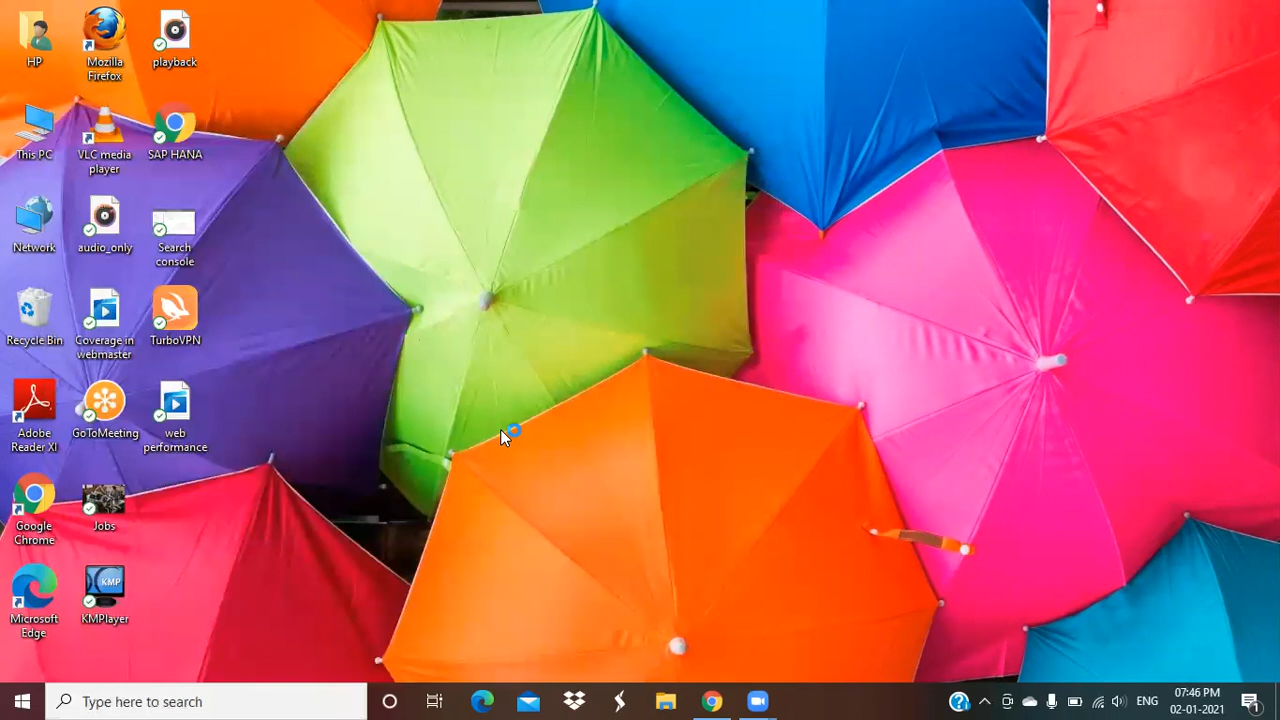 HP
Mozilla
Firefox
playback
This PC
VLC media
player
SAP HANA
Network
audio_only
Search
console
Recycle Bin
Coverage in
webmaster
TurboVPN
Adobe
Reader XI
GoToMeeting
web
performance
Google
Chrome
Jobs
Microsoft
Edge
KMP
KMPlayer
Type here to search
ENG
07:46 PM
02-01-2021
1